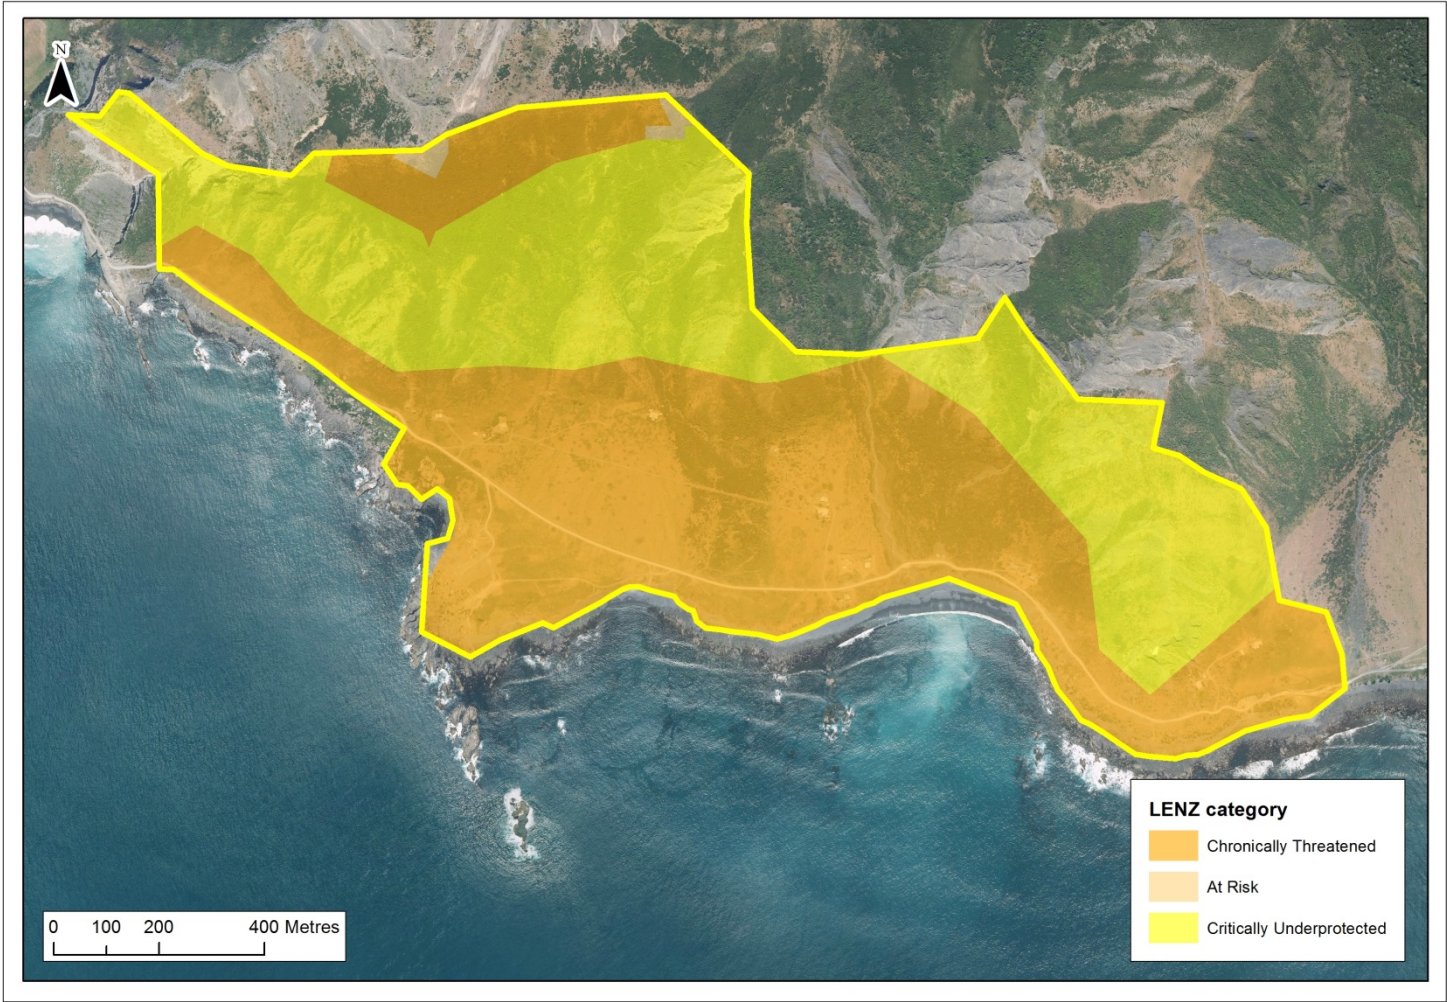 N
LENZ category
Chronically Threatened
At Risk
Critically Underprotected
0 100 200 400 Metres